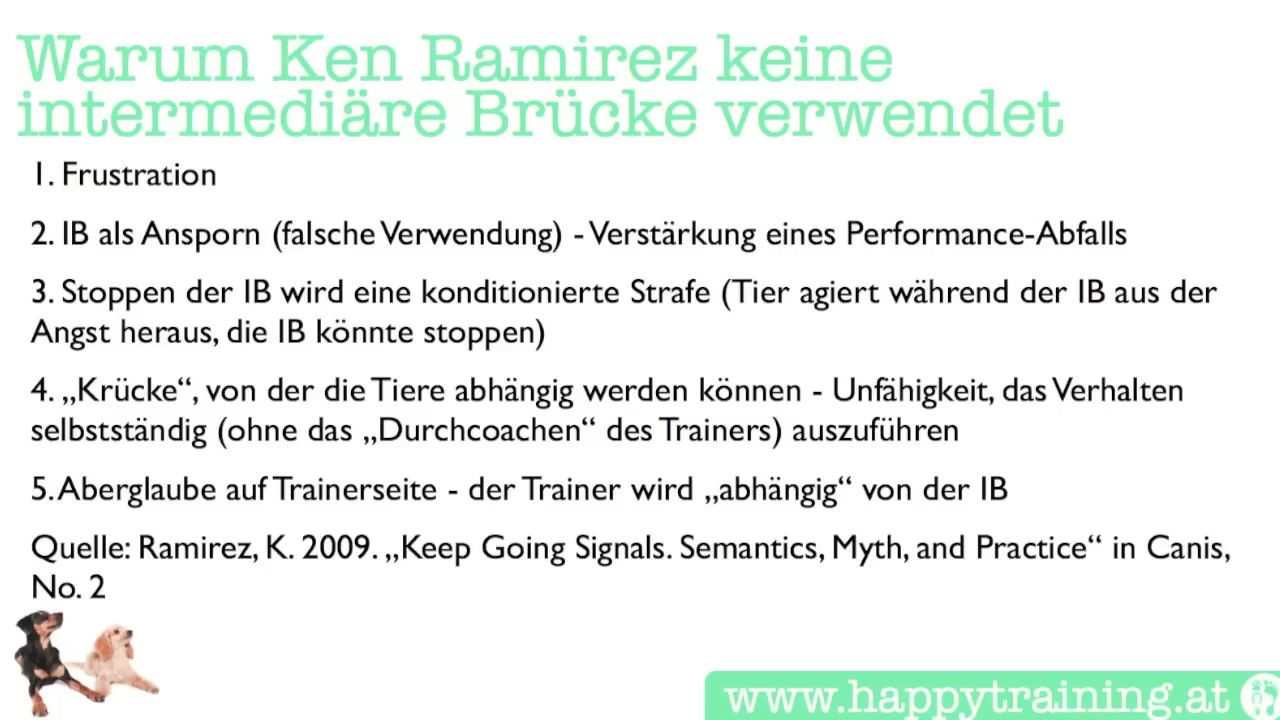 Warum Ken Ramirez keine
intermediäre Brücke verwendet
1. Frustration
2. IB als Ansporn (falsche Verwendung) - Verstärkung eines Performance-Abfalls
3. Stoppen der IB wird eine konditionierte Strafe (Tier agiert während der IB aus der
Angst heraus, die IB könnte stoppen)
4. „Krücke“, von der die Tiere abhängig werden können - Unfähigkeit, das Verhalten
selbstständig (ohne das „Durchcoachen“ des Trainers) auszuführen
5. Aberglaube auf Trainerseite - der Trainer wird „abhängig“ von der IB
Quelle: Ramirez, K. 2009. „Keep Going Signals. Semantics, Myth, and Practice“ in Canis,
No. 2
www.happytraining.at